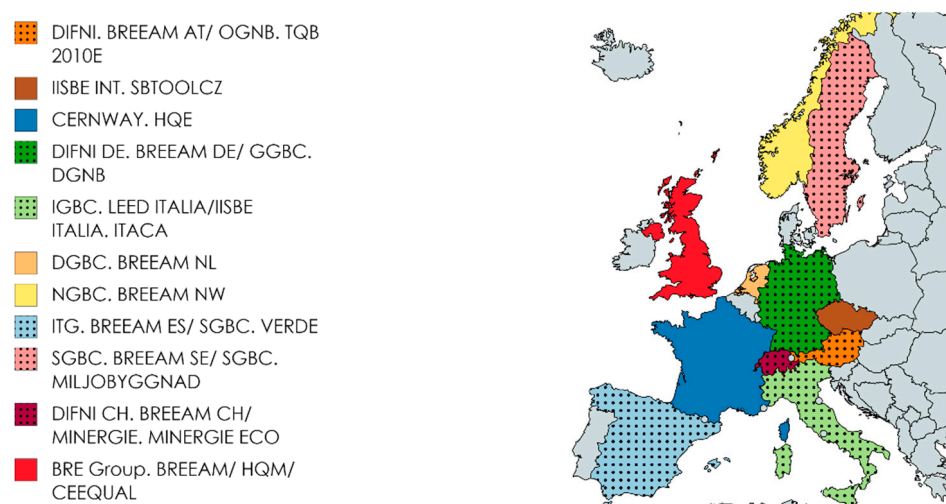 DIFNI. BREEAM AT/ OGNB. TQB
2010E
IISBE INT. SBTOOLCZ
CERNWAY. HQE
DIFNI DE. BREEAM DE/ GGBC.
DGNB
IGBC. LEED ITALIA/IISBE
ITALIA. ITACA
DGBC. BREEAM NL
NGBC. BREEAM NW
ITG. BREEAM ES/ SGBC. VERDE
SGBC. BREEAM SE/ SGBC.
MILJOBYGGNAD
DIFNI CH. BREEAM CH/
MINERGIE. MINERGIE ECO
BRE Group. BREEAM/ HQM/
CEEQUAL